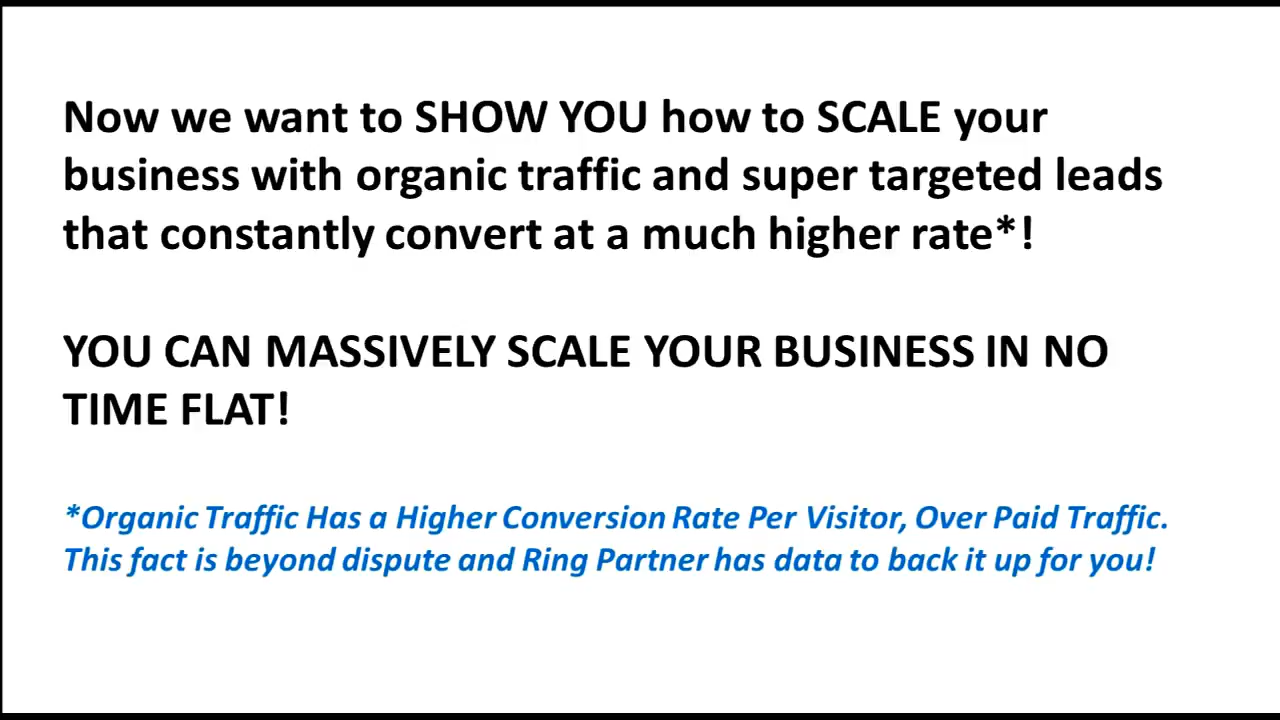 Now we want to SHOW YOU how to SCALE your
business with organic traffic and super targeted leads
that constantly convert at a much higher rate*!
YOU CAN MASSIVELY SCALE YOUR BUSINESS IN NO
TIME FLAT!
*Organic Traffic Has a Higher Conversion Rate Per Visitor, Over Paid Traffic.
This fact is beyond dispute and Ring Partner has data to back it up for you!